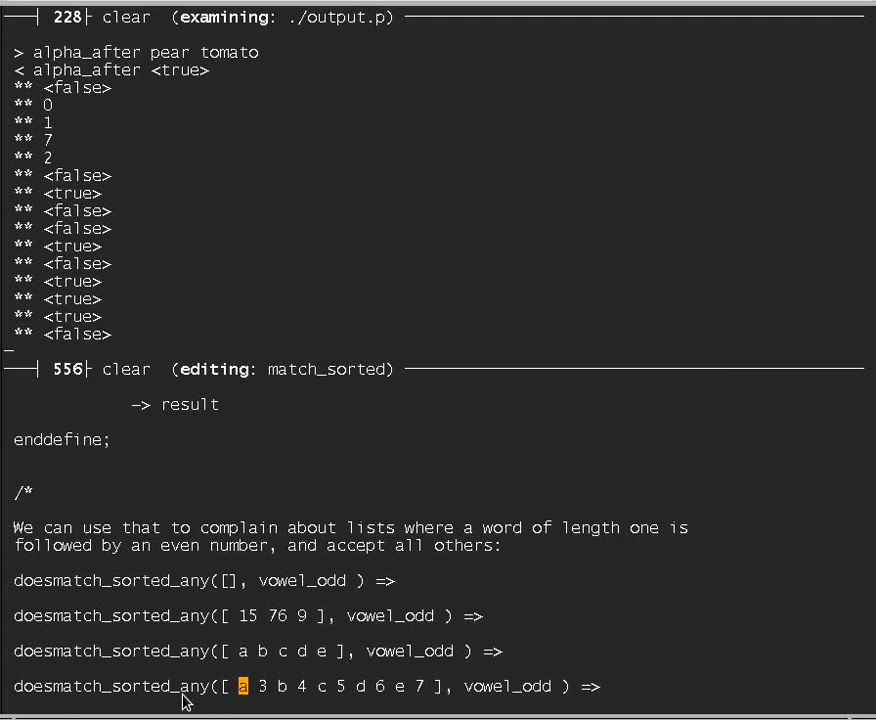 228 clear (examining: ./output.p)
> alpha_after pear tomato
< alpha_after <true>
** <false>
** 0
** 1
** 7
** 2
** <false>
** <true>
** <false>
** <false>
** <true>
** <false>
** <true>
** <true>
** <true>
** <false>
556 clear (editing: match_sorted)
-> result
enddefine;
/*
We can use that to complain about lists where a word of length one is
followed by an even number, and accept all others:
doesmatch_sorted_any([], vowel_odd ) =>
doesmatch_sorted_any([ 15 76 9 ], vowel_odd ) =>
doesmatch_sorted_any([ a b c d e ], vowel_odd ) =>
doesmatch_sorted_any([ a 3 b 4 c 5 d 6 e 7 ], vowel_odd ) =>